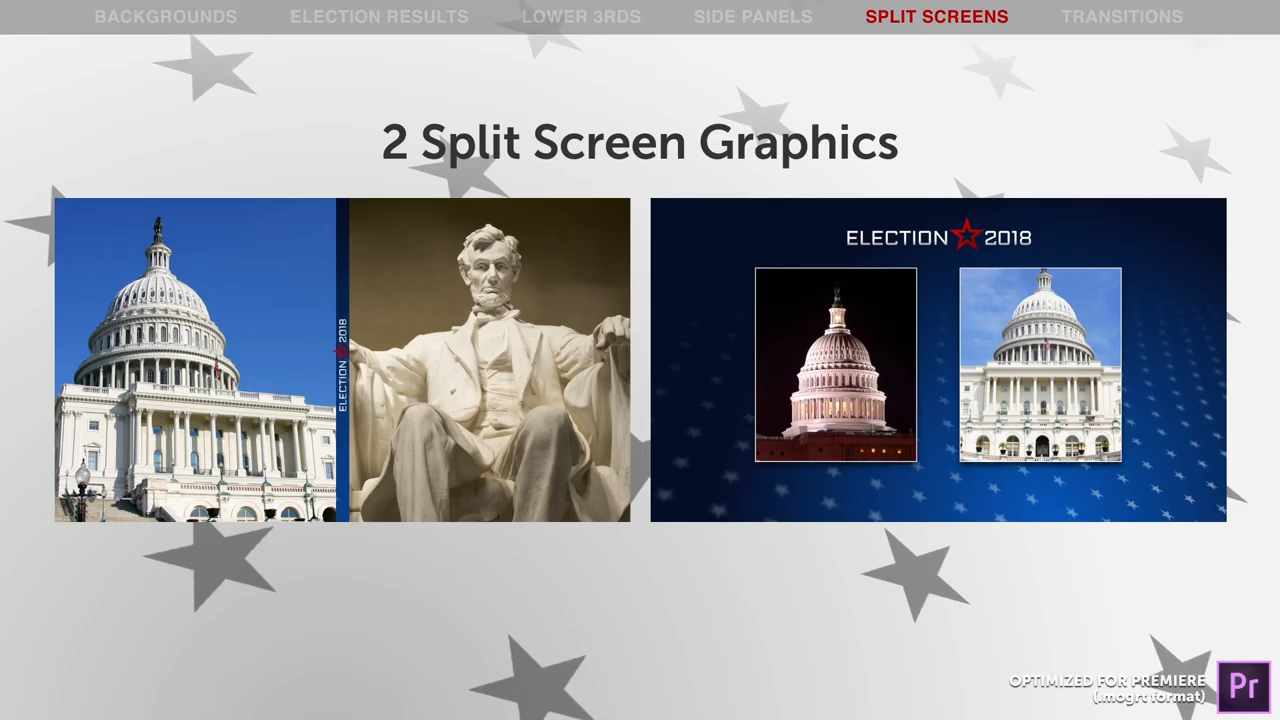 BACKGROUNDS ELECTION RESULTS LOWER 3RDS SIDE PANELS SPLIT SCREENS TRANSITIONS
2 Split Screen Graphics
ELECTION 2018
ELECTION 2018
OPTIMIZED FOR PREMIERE
(.mogrt format)
Pr